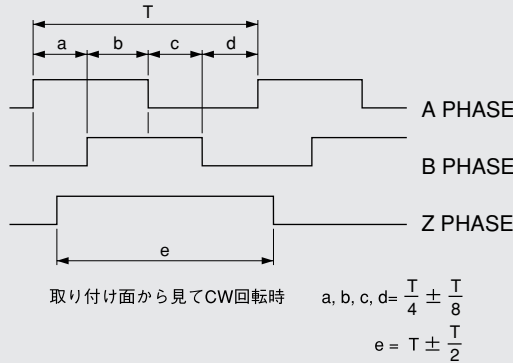 T
a b c d
A PHASE
B PHASE
Z PHASE
e
取り付け面から見てCW回転時 a, b, c, d= T/4 ± T/8
e = T ± T/2